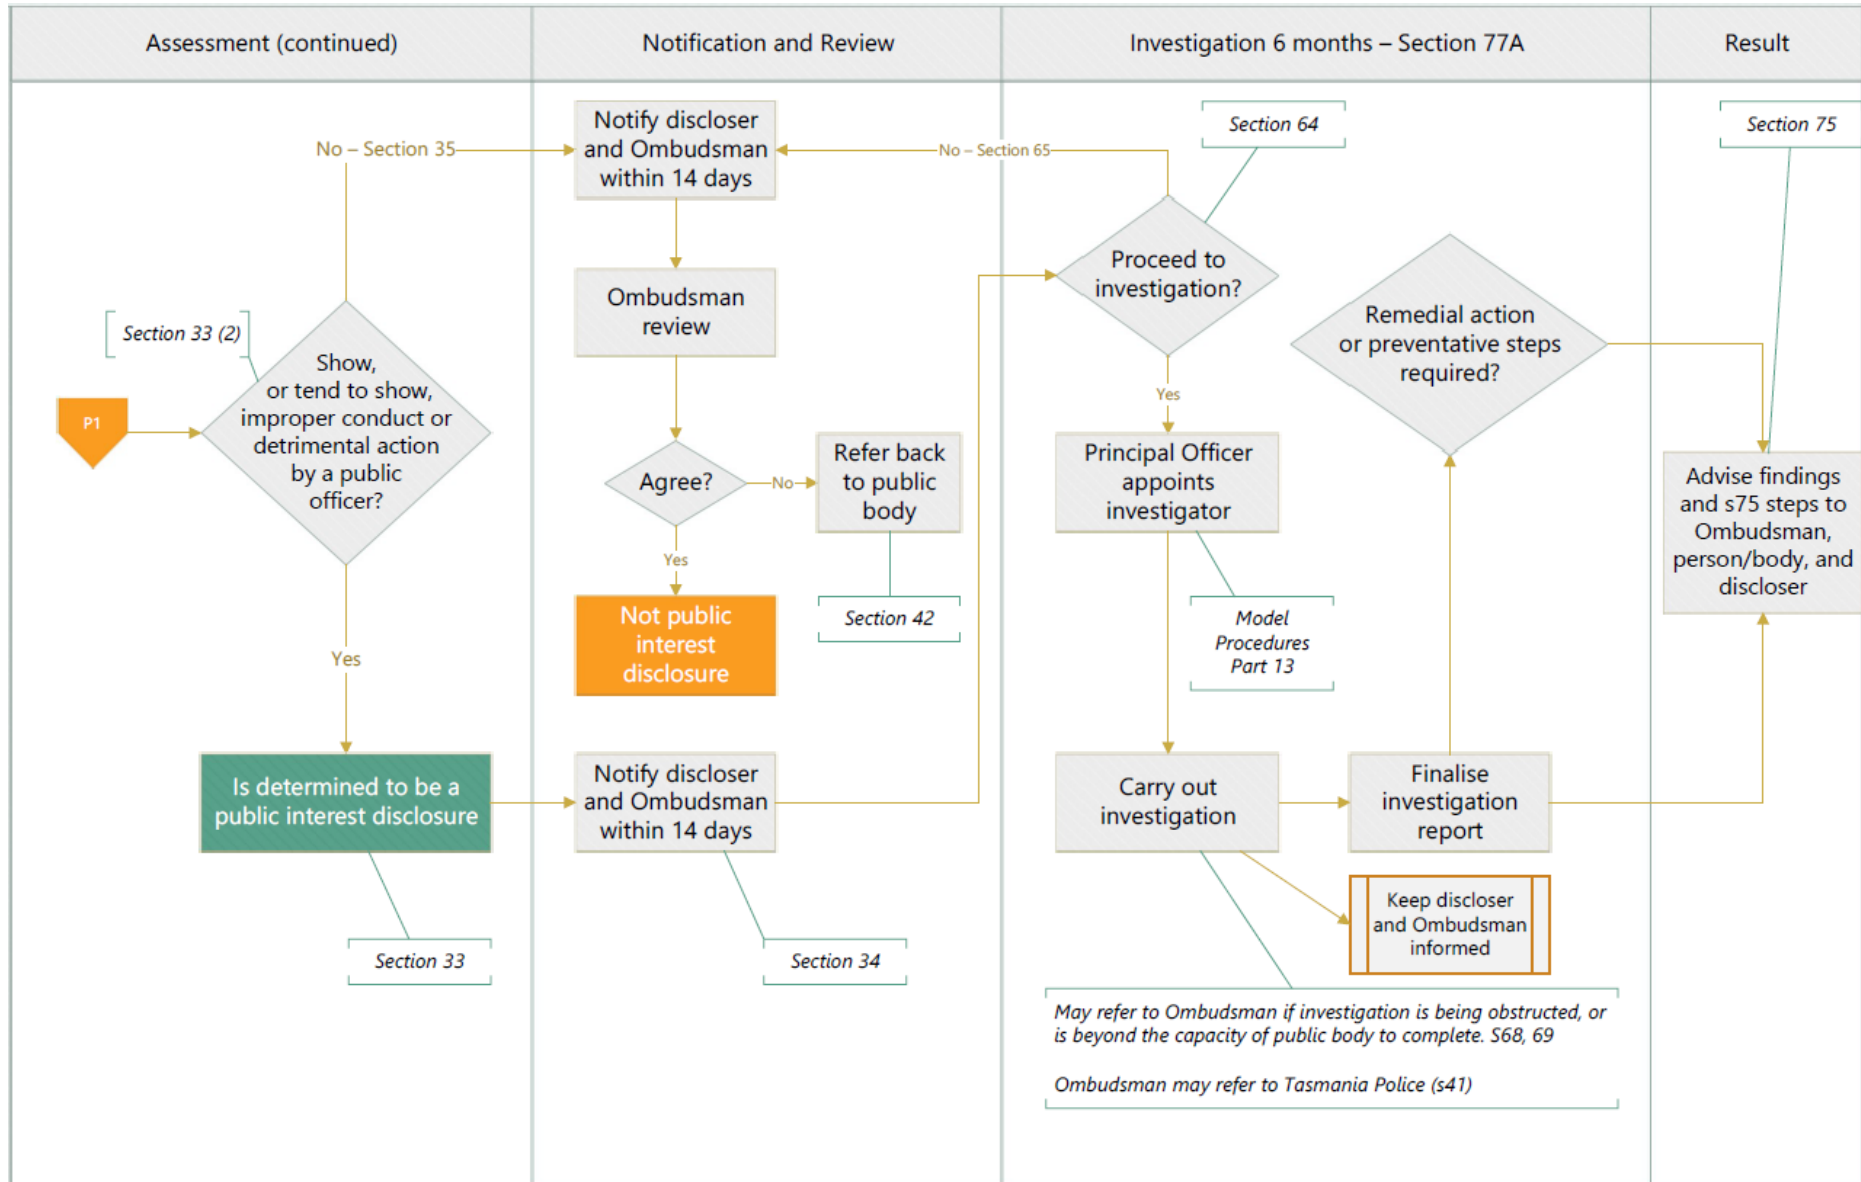 Assessment (continued)
Notification and Review
Investigation 6 months – Section 77A
Result
No – Section 35
Section 33 (2)
P1
Show,
or tend to show,
improper conduct or
detrimental action
by a public
officer?
Yes
Is determined to be a
public interest disclosure
Section 33
Notify discloser
and Ombudsman
within 14 days
Ombudsman
review
Agree?
No
Refer back
to public
body
Section 42
Yes
Not public
interest
disclosure
Notify discloser
and Ombudsman
within 14 days
Section 34
No – Section 65
Section 64
Proceed to
investigation?
Yes
Principal Officer
appoints
investigator
Model
Procedures
Part 13
Carry out
investigation
Finalise
investigation
report
Keep discloser
and Ombudsman
informed
May refer to Ombudsman if investigation is being obstructed, or
is beyond the capacity of public body to complete. S68, 69
Ombudsman may refer to Tasmania Police (s41)
Remedial action
or preventative steps
required?
Section 75
Advise findings
and s75 steps to
Ombudsman,
person/body, and
discloser